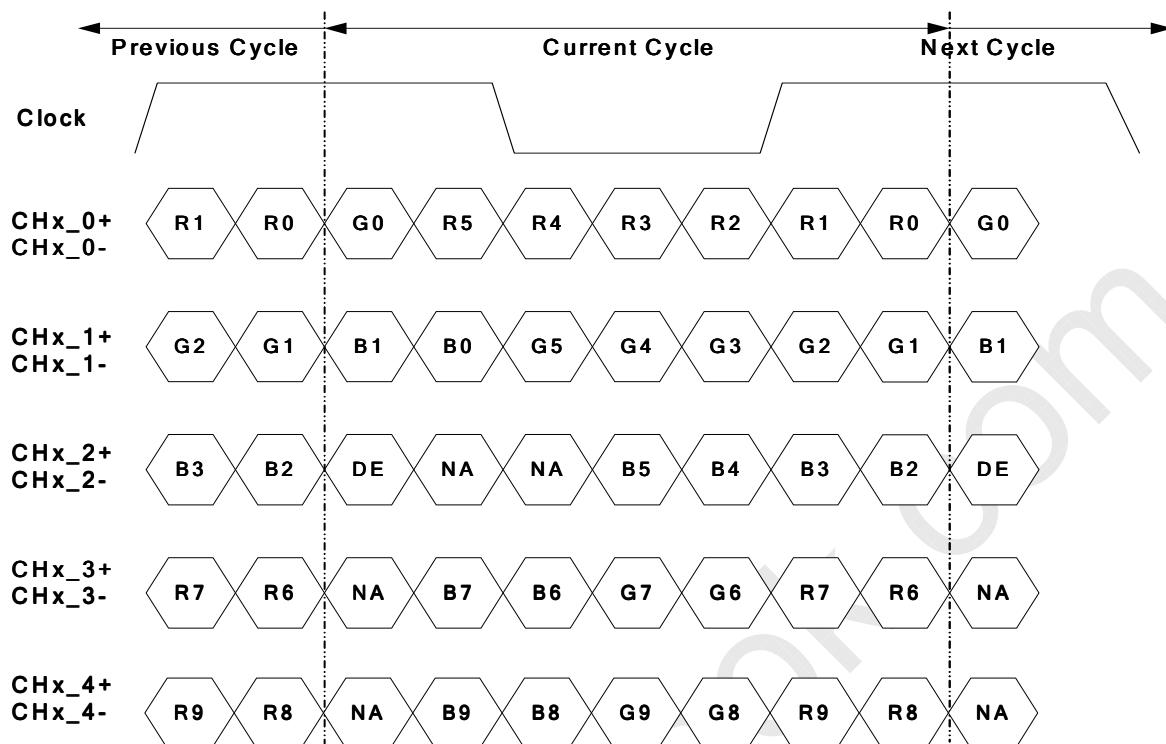 Previous Cycle Current Cycle Next Cycle
Clock
CHx_0+ R1 R0 G0 R5 R4 R3 R2 R1 R0 G0
CHx_0-
CHx_1+ G2 G1 B1 B0 G5 G4 G3 G2 G1 B1
CHx_1-
CHx_2+ B3 B2 DE NA NA B5 B4 B3 B2 DE
CHx_2-
CHx_3+ R7 R6 NA B7 B6 G7 G6 R7 R6 NA
CHx_3-
CHx_4+ R9 R8 NA B9 B8 G9 G8 R9 R8 NA
CHx_4-